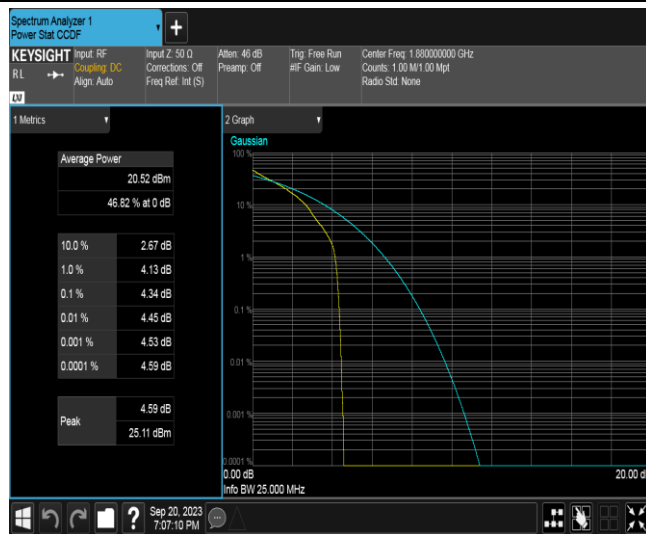 Spectrum Analyzer 1
Power Stat CCDF
KEYSIGHT
RL
Input: RF
Coupling: DC
Align: Auto
Input Z: 50 Ω
Corrections: Off
Freq Ref: Int (S)
Atten: 46 dB
Preamp: Off
Trig: Free Run
#IF Gain: Low
Center Freq: 1.880000000 GHz
Counts: 1.00 M/1.00 Mpt
Radio Std: None
1 Metrics
Average Power
20.52 dBm
46.82 % at 0 dB
10.0 % 2.67 dB
1.0 % 4.13 dB
0.1 % 4.34 dB
0.01 % 4.45 dB
0.001 % 4.53 dB
0.0001 % 4.59 dB
Peak
4.59 dB
25.11 dBm
2 Graph
Gaussian
100 %
10 %
1 %
0.1 %
0.01 %
0.001 %
0.0001 %
0.00 dB
20.00 d
Info BW 25.000 MHz
?
Sep 20, 2023
7:07:10 PM